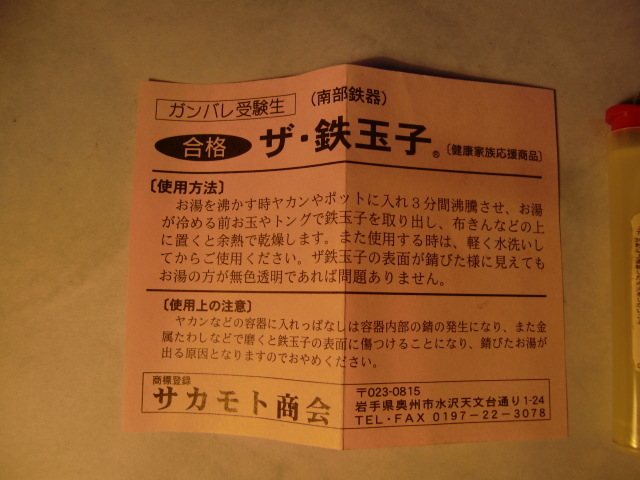 ガンバレ受験生 (南部鉄器)
合格 ザ・鉄玉子® 〔健康家族応援商品〕
〔使用方法〕
お湯を沸かす時ヤカンやポットに入れ3分間沸騰させ、お湯
が冷める前お玉やトングで鉄玉子を取り出し、布きんなどの上
に置くと余熱で乾燥します。また使用する時は、軽く水洗いし
てからご使用ください。ザ鉄玉子の表面が錆びた様に見えても
お湯の方が無色透明であれば問題ありません。
〔使用上の注意〕
ヤカンなどの容器に入れっぱなしは容器内部の錆の発生になり、また金
属たわしなどで磨くと鉄玉子の表面に傷つけることになり、錆びたお湯が
出る原因となりますのでおやめください。
商標登録
サカモト商会
〒023-0815
岩手県奥州市水沢天文台通り1-24
TEL・FAX 0197-22-3078